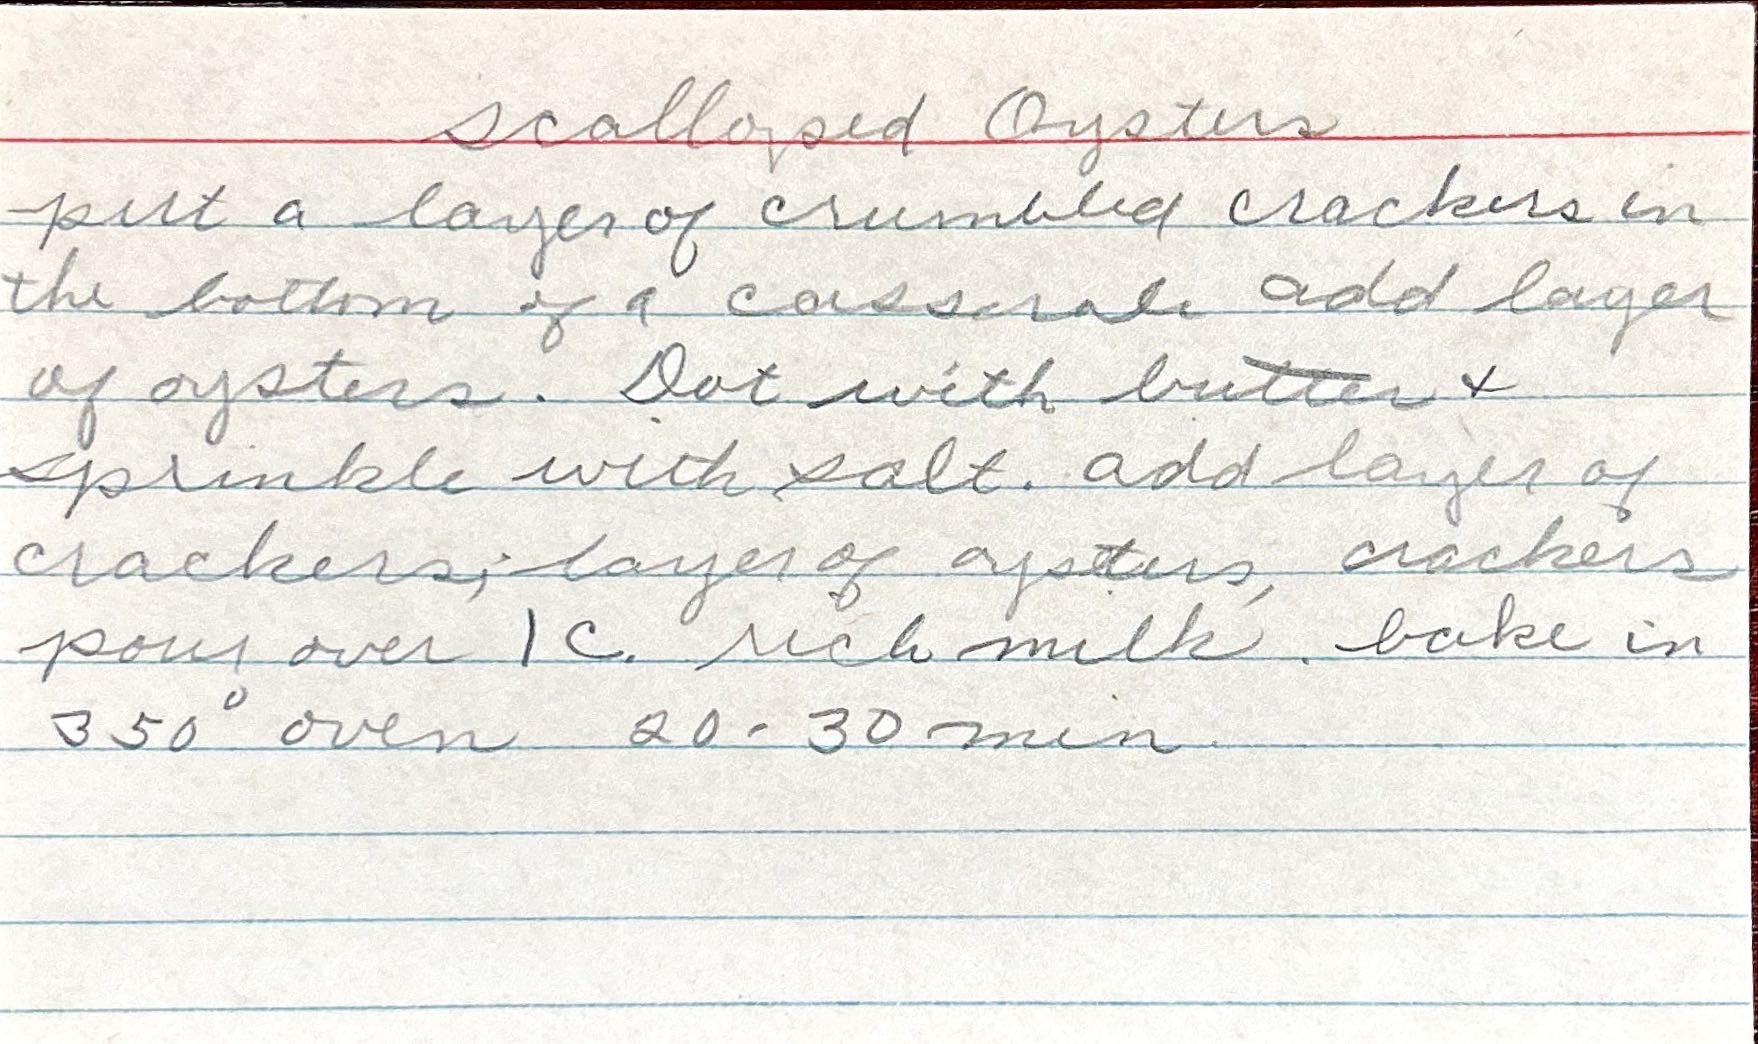 Scalloped Oysters
put a layer of crumbled crackers in
the bottom of a casserole add layer
of oysters. Dot with butter +
sprinkle with salt. add layer of
crackers; layer of oysters, crackers
pour over 1 C. rich milk. bake in
350° oven 20-30 min.